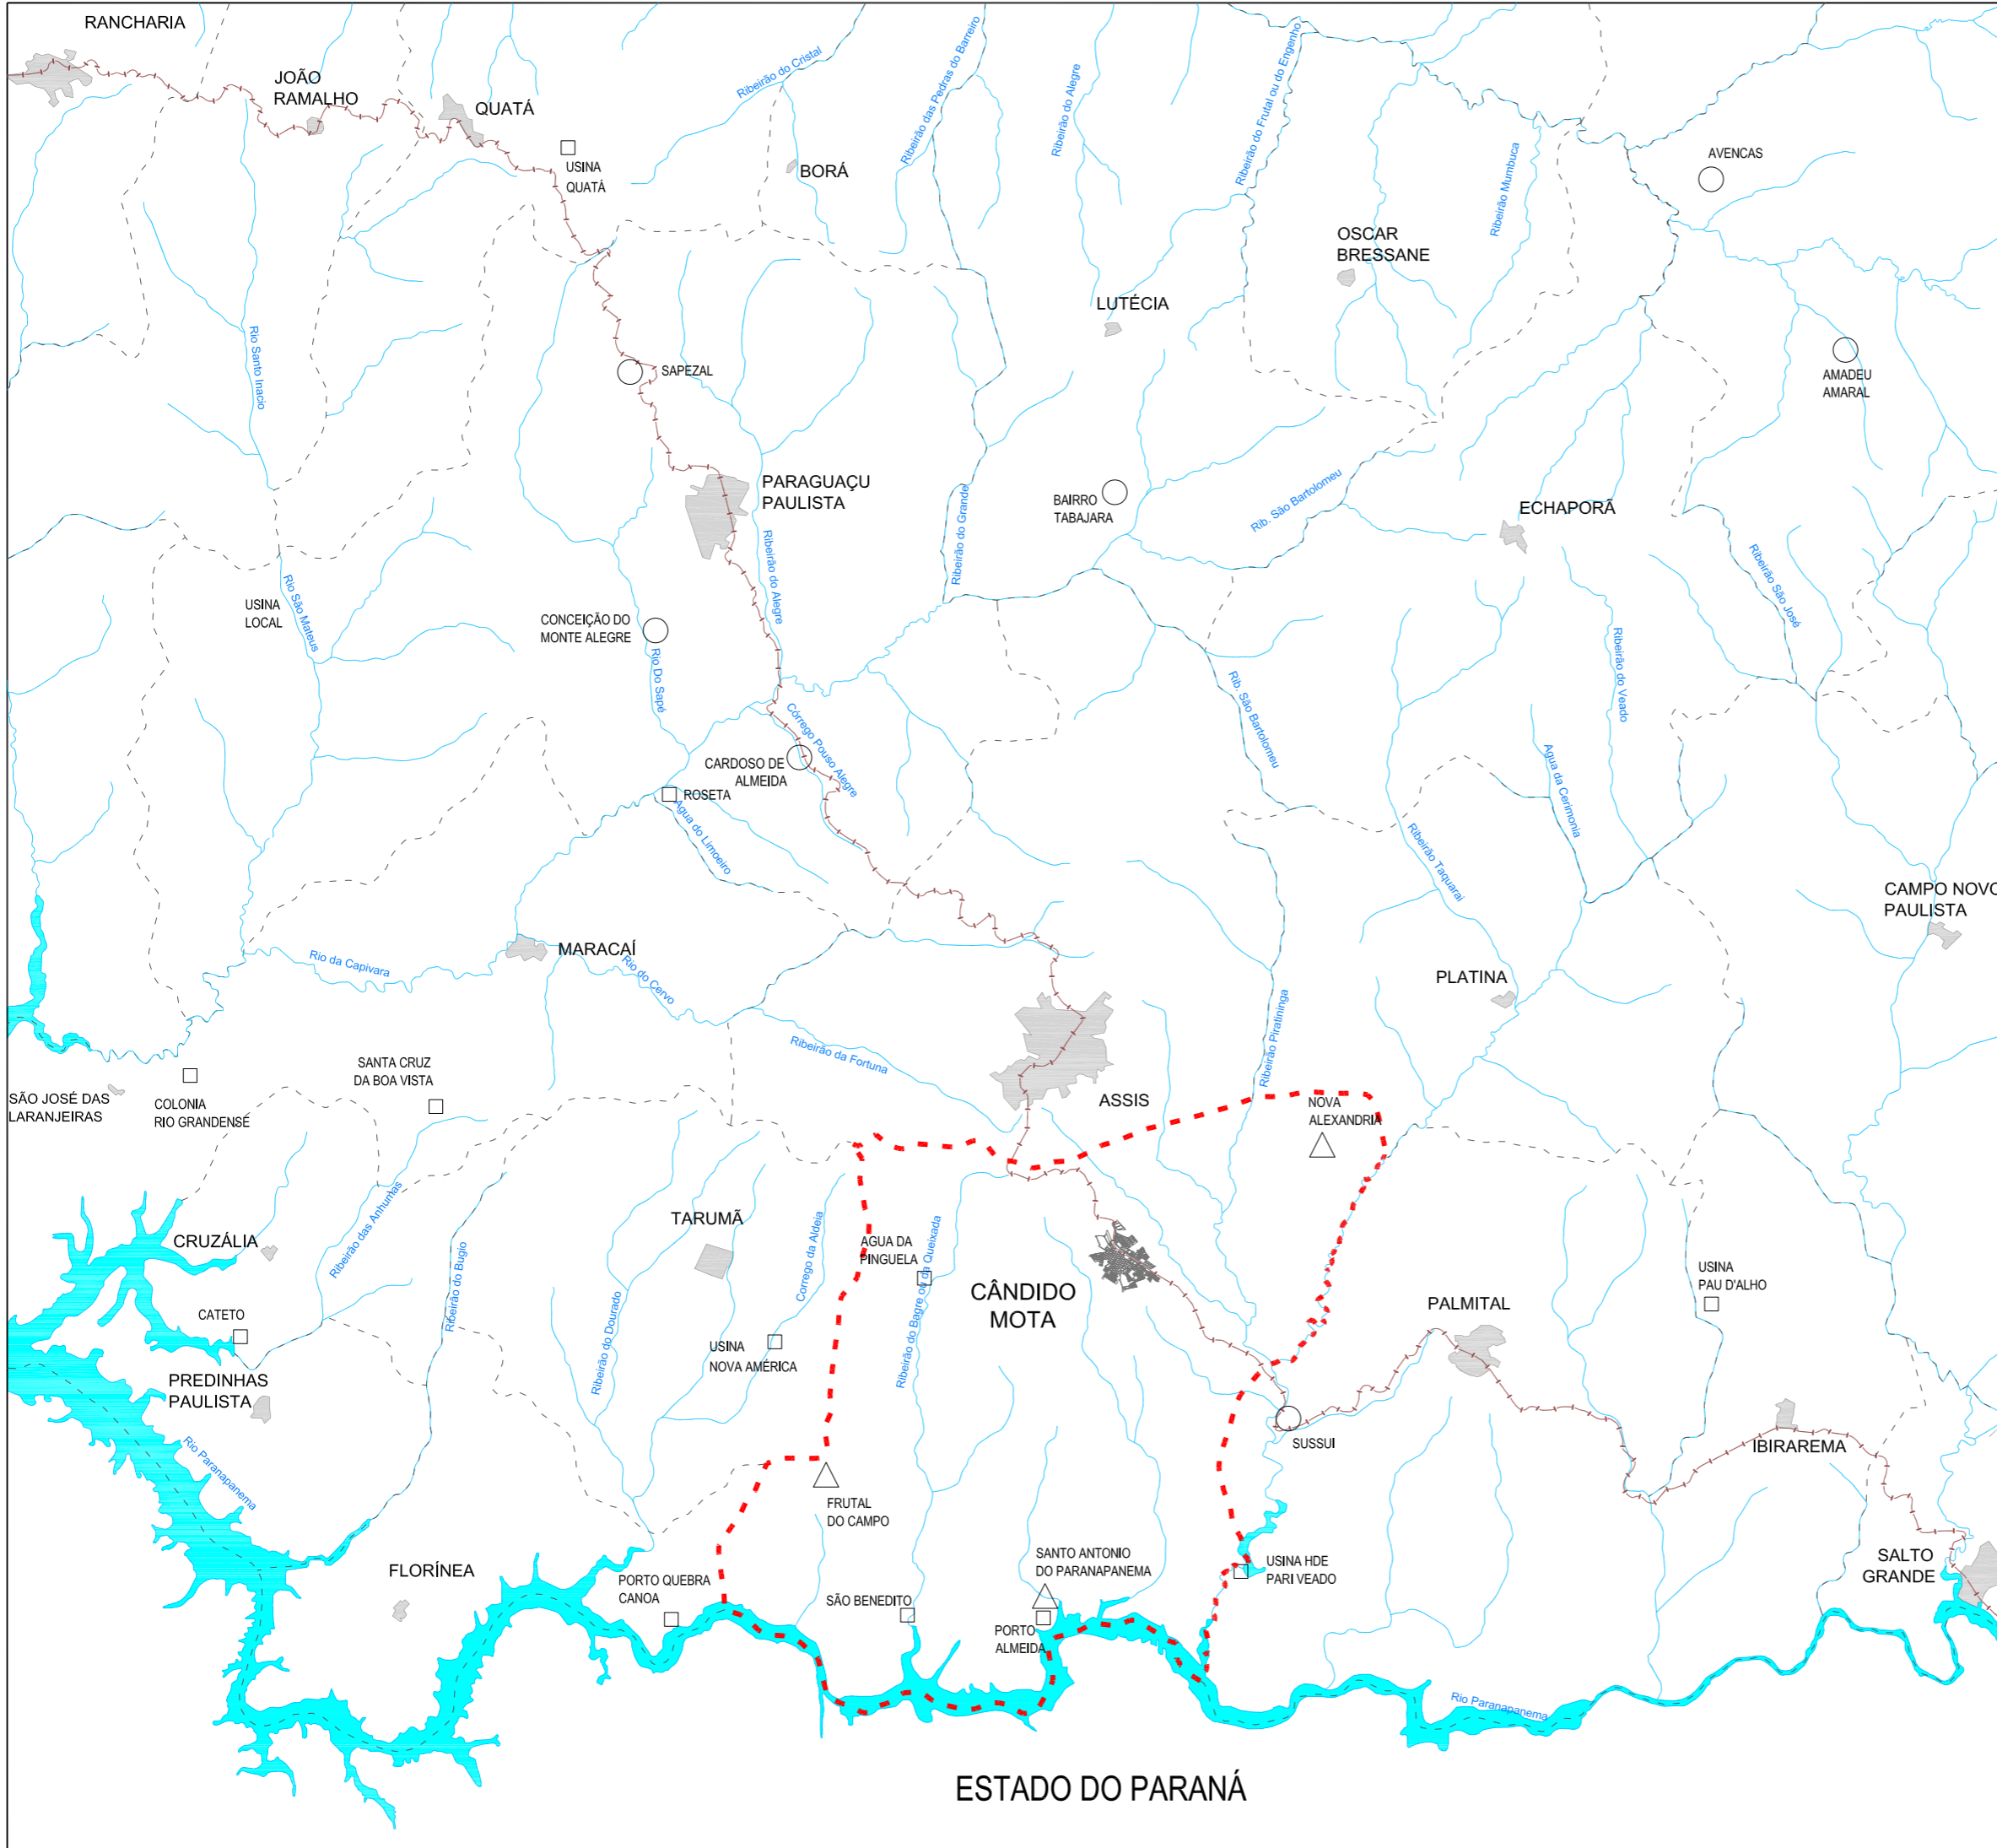 RANCHARIA
JOÃO
RAMALHO
QUATÁ
USINA
QUATÁ
Ribeirão do Cristal
BORÁ
Ribeirão das Pedras do Barreiro
Ribeirão do Alegre
Ribeirão do Frutal ou do Engenho
Ribeirão Mumbuca
AVENCAS
OSCAR
BRESSANE
LUTÉCIA
Rio Santo Inacio
SAPEZAL
AMADEU
AMARAL
PARAGUAÇU
PAULISTA
BAIRRO
TABAJARA
Rib. São Bartolomeu
ECHAPORÃ
Ribeirão do Grande
Ribeirão do Alegre
Ribeirão São José
USINA
LOCAL
Rio São Mateus
CONCEIÇÃO DO
MONTE ALEGRE
Rio Do Sapé
Rib. São Bartolomeu
Ribeirão do Veado
Córrego Pouso Alegre
CARDOSO DE
ALMEIDA
Agua da Cerimonia
ROSETA
Agua do Limoeiro
Ribeirão Taquaral
CAMPO NOVO
PAULISTA
MARACAÍ
Rio da Capivara
Rio do Cervo
PLATINA
Ribeirão Piratininga
Ribeirão da Fortuna
SANTA CRUZ
DA BOA VISTA
SÃO JOSÉ DAS
LARANJEIRAS
COLONIA
RIO GRANDENSE
ASSIS
NOVA
ALEXANDRIA
CRUZÁLIA
Ribeirão das Anhumas
Ribeirão do Bugio
TARUMÃ
Corrego da Aldeia
AGUA DA
PINGUELA
Ribeirão do Bagre ou da Queixada
CÂNDIDO
MOTA
USINA
PAU D'ALHO
CATETO
Ribeirão do Dourado
USINA
NOVA AMÉRICA
PALMITAL
PREDINHAS
PAULISTA
Rio Paranapanema
SUSSUI
IBIRAREMA
FRUTAL
DO CAMPO
FLORÍNEA
PORTO QUEBRA
CANOA
SÃO BENEDITO
SANTO ANTONIO
DO PARANAPANEMA
PORTO
ALMEIDA
USINA HDE
PARI VEADO
SALTO
GRANDE
Rio Paranapanema
ESTADO DO PARANÁ